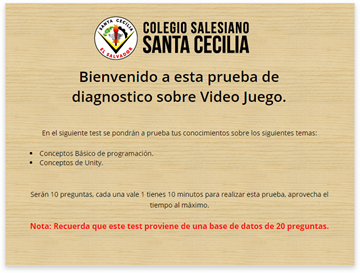 SANTA CECILIA
EL SALVADOR
COLEGIO SALESIANO
SANTA CECILIA
Bienvenido a esta prueba de
diagnostico sobre Video Juego.
En el siguiente test se pondrán a prueba tus conocimientos sobre los siguientes temas:
• Conceptos Básico de programación.
• Conceptos de Unity.
Serán 10 preguntas, cada una vale 1 tienes 10 minutos para realizar esta prueba, aprovecha el
tiempo al máximo.
Nota: Recuerda que este test proviene de una base de datos de 20 preguntas.